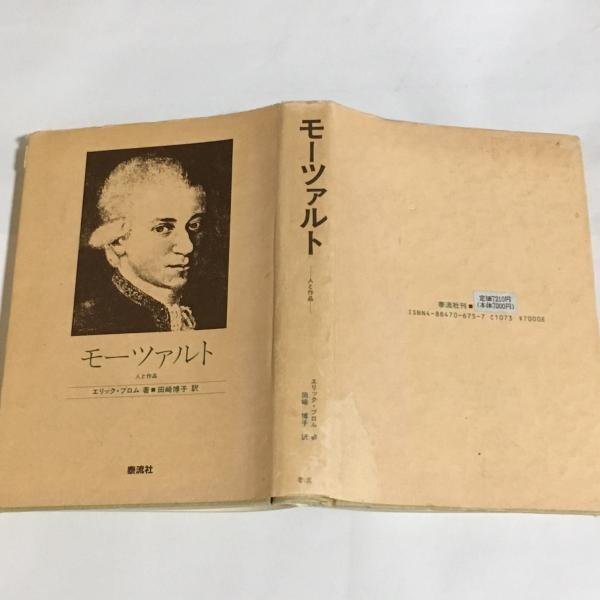 モーツァルト
人と作品
エリック・ブロム 著■田崎博子 訳
泰流社
モーツァルト
——人と作品——
エリック・ブロム 著
田崎 博子 訳
泰流社刊■
定価7210円
(本体7000円)
ISBN4-88470-675-7 C1073 ¥7000E